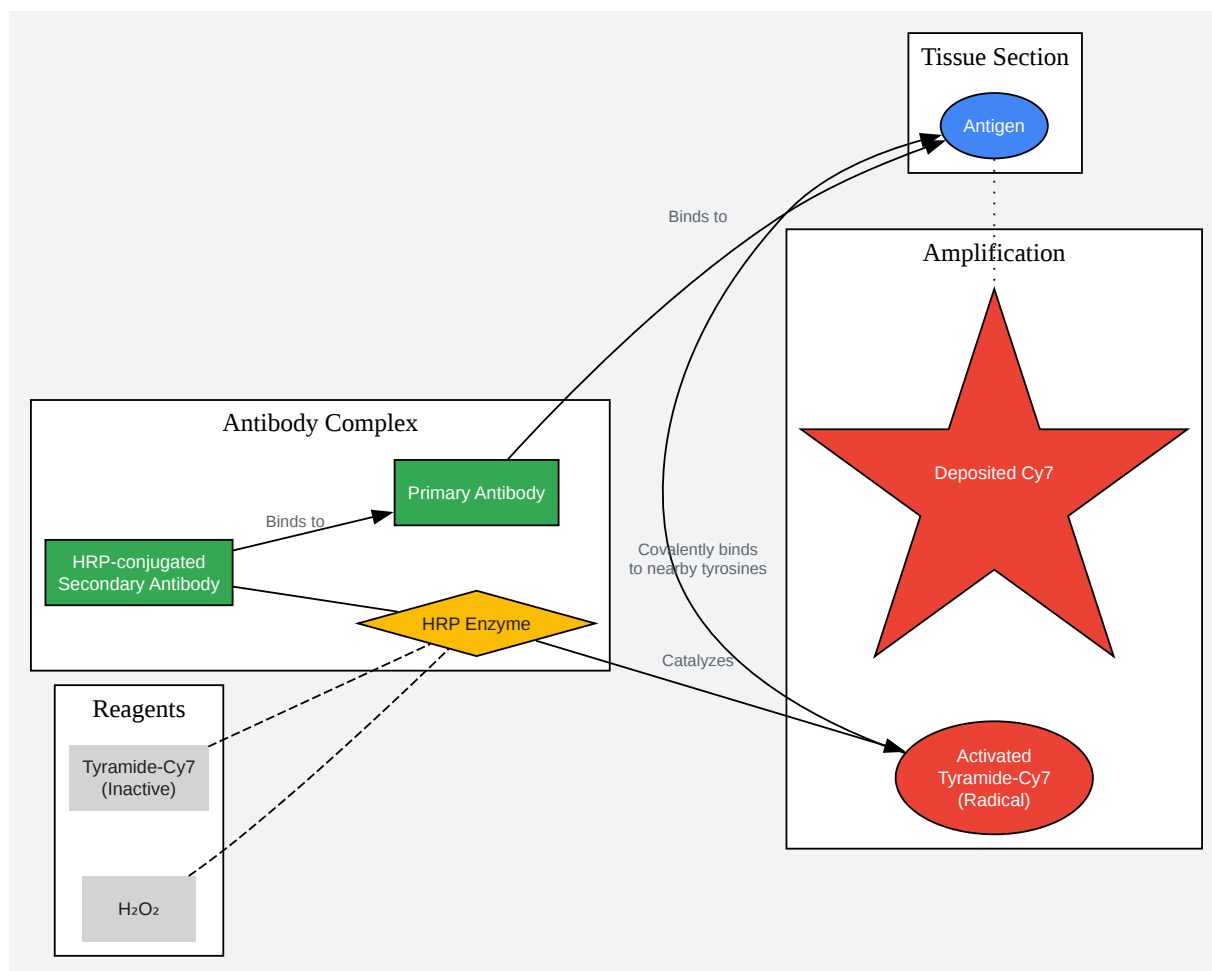 Tissue Section
Antigen
Binds to
Amplification
Antibody Complex
Primary Antibody
Deposited Cy7
Binds to
HRP-conjugated
Secondary Antibody
Covalently binds
to nearby tyrosines
HRP Enzyme
Catalyzes
Reagents
Tyramide-Cy7
(Inactive)
Activated
Tyramide-Cy7
(Radical)
H₂O₂